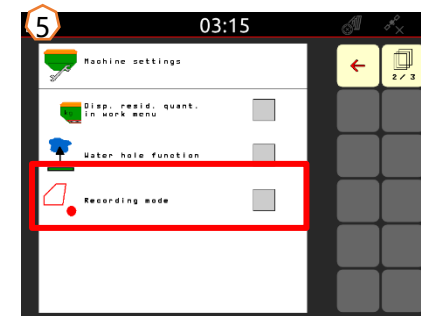 5
03:15
Machine settings
2 / 3
Disp. resid. quant.
in work menu
Water hole function
Recording mode